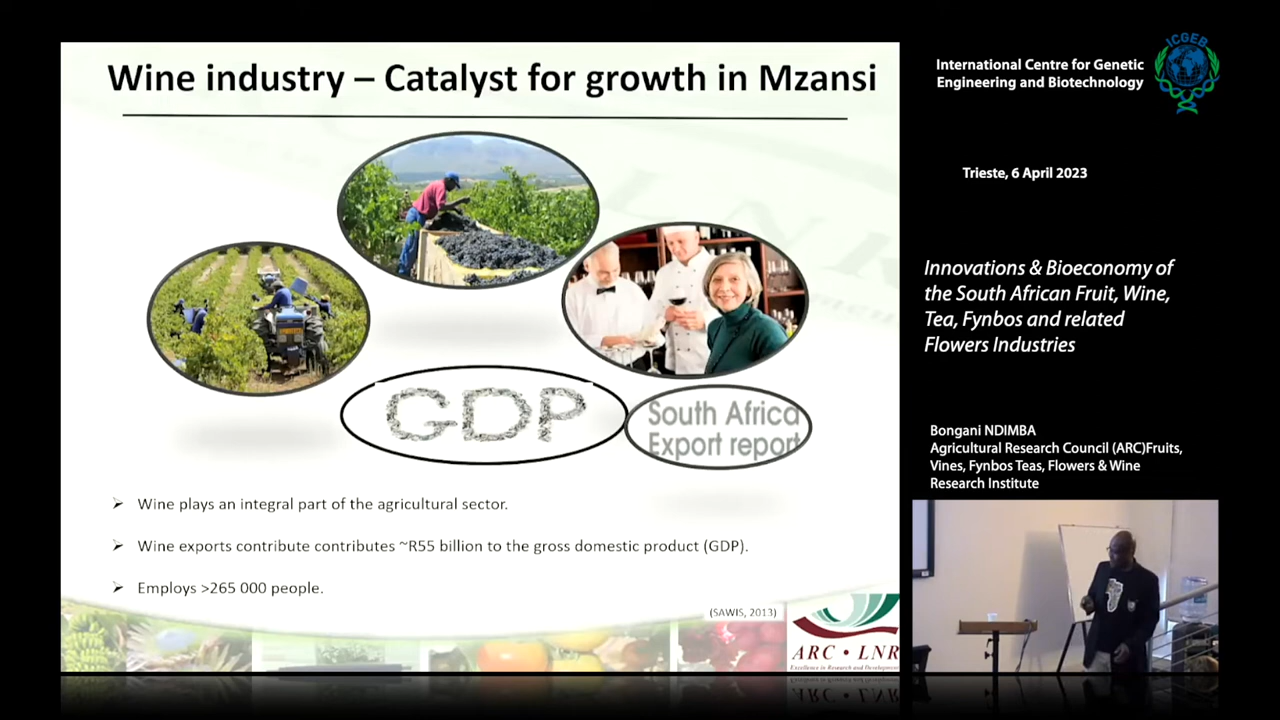 Wine industry – Catalyst for growth in Mzansi
GDP
South Africa
Export report
➢ Wine plays an integral part of the agricultural sector.
➢ Wine exports contribute contributes ~R55 billion to the gross domestic product (GDP).
➢ Employs >265 000 people.
(SAWIS, 2013)
ARC • LNR
Excellence in Research and Development
International Centre for Genetic
Engineering and Biotechnology
ICGEB
Trieste, 6 April 2023
Innovations & Bioeconomy of
the South African Fruit, Wine,
Tea, Fynbos and related
Flowers Industries
Bongani NDIMBA
Agricultural Research Council (ARC)Fruits,
Vines, Fynbos Teas, Flowers & Wine
Research Institute